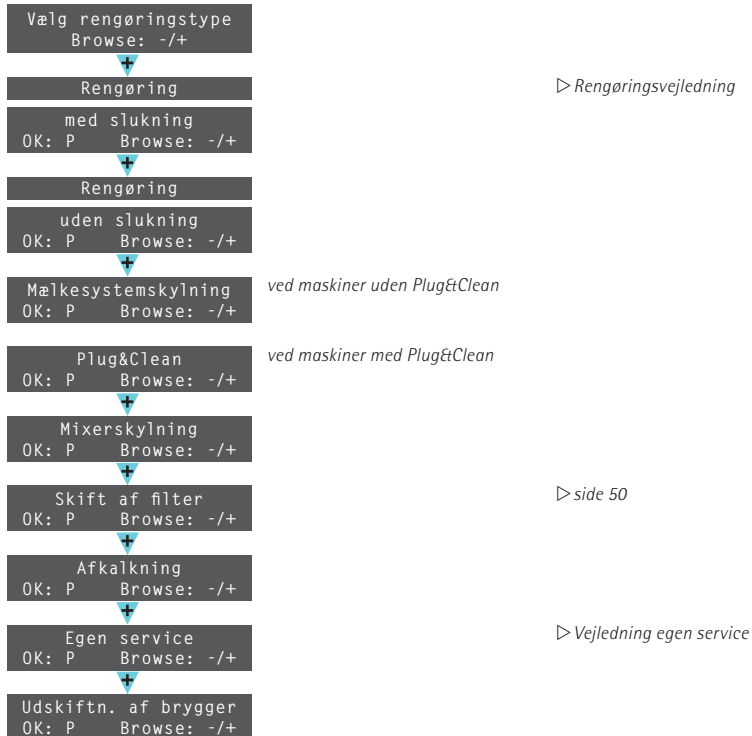 Vælg rengøringstype
Browse: -/+
+
Rengøring
▷ Rengøringsvejledning
med slukning
OK: P Browse: -/+
+
Rengøring
uden slukning
OK: P Browse: -/+
+
Mælkesystemskylning
ved maskiner uden Plug&Clean
OK: P Browse: -/+
Plug&Clean
ved maskiner med Plug&Clean
OK: P Browse: -/+
+
Mixerskylning
OK: P Browse: -/+
+
Skift af filter
▷ side 50
OK: P Browse: -/+
+
Afkalkning
OK: P Browse: -/+
+
Egen service
▷ Vejledning egen service
OK: P Browse: -/+
+
Udskiftn. af brygger
OK: P Browse: -/+